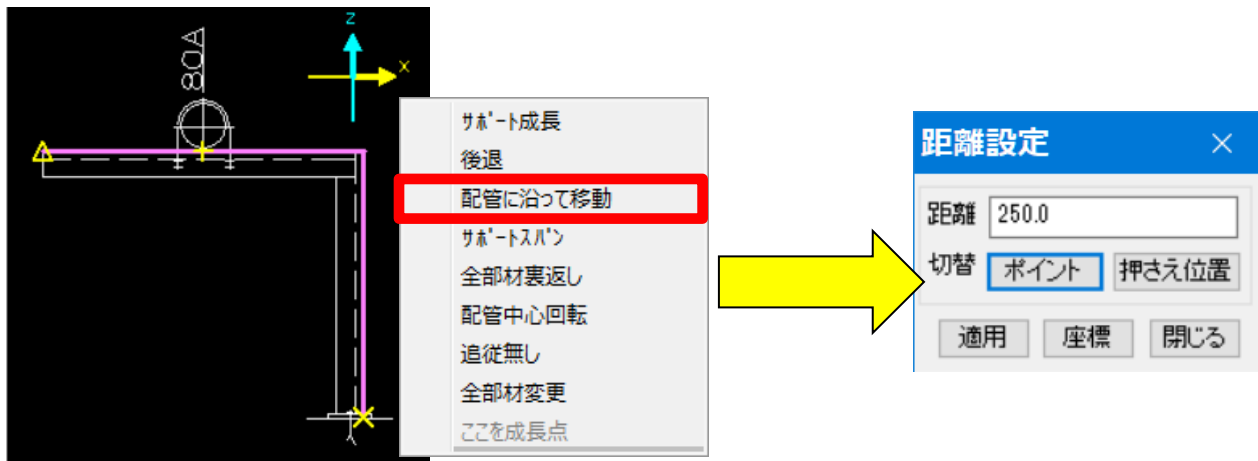 80A
z
x
ｻﾎﾟｰﾄ成長
後退
配管に沿って移動
ｻﾎﾟｰﾄｽﾊﾟﾝ
全部材裏返し
配管中心回転
追従無し
全部材変更
ここを成長点
距離設定 ×
距離 250.0
切替 ポイント 押さえ位置
適用 座標 閉じる